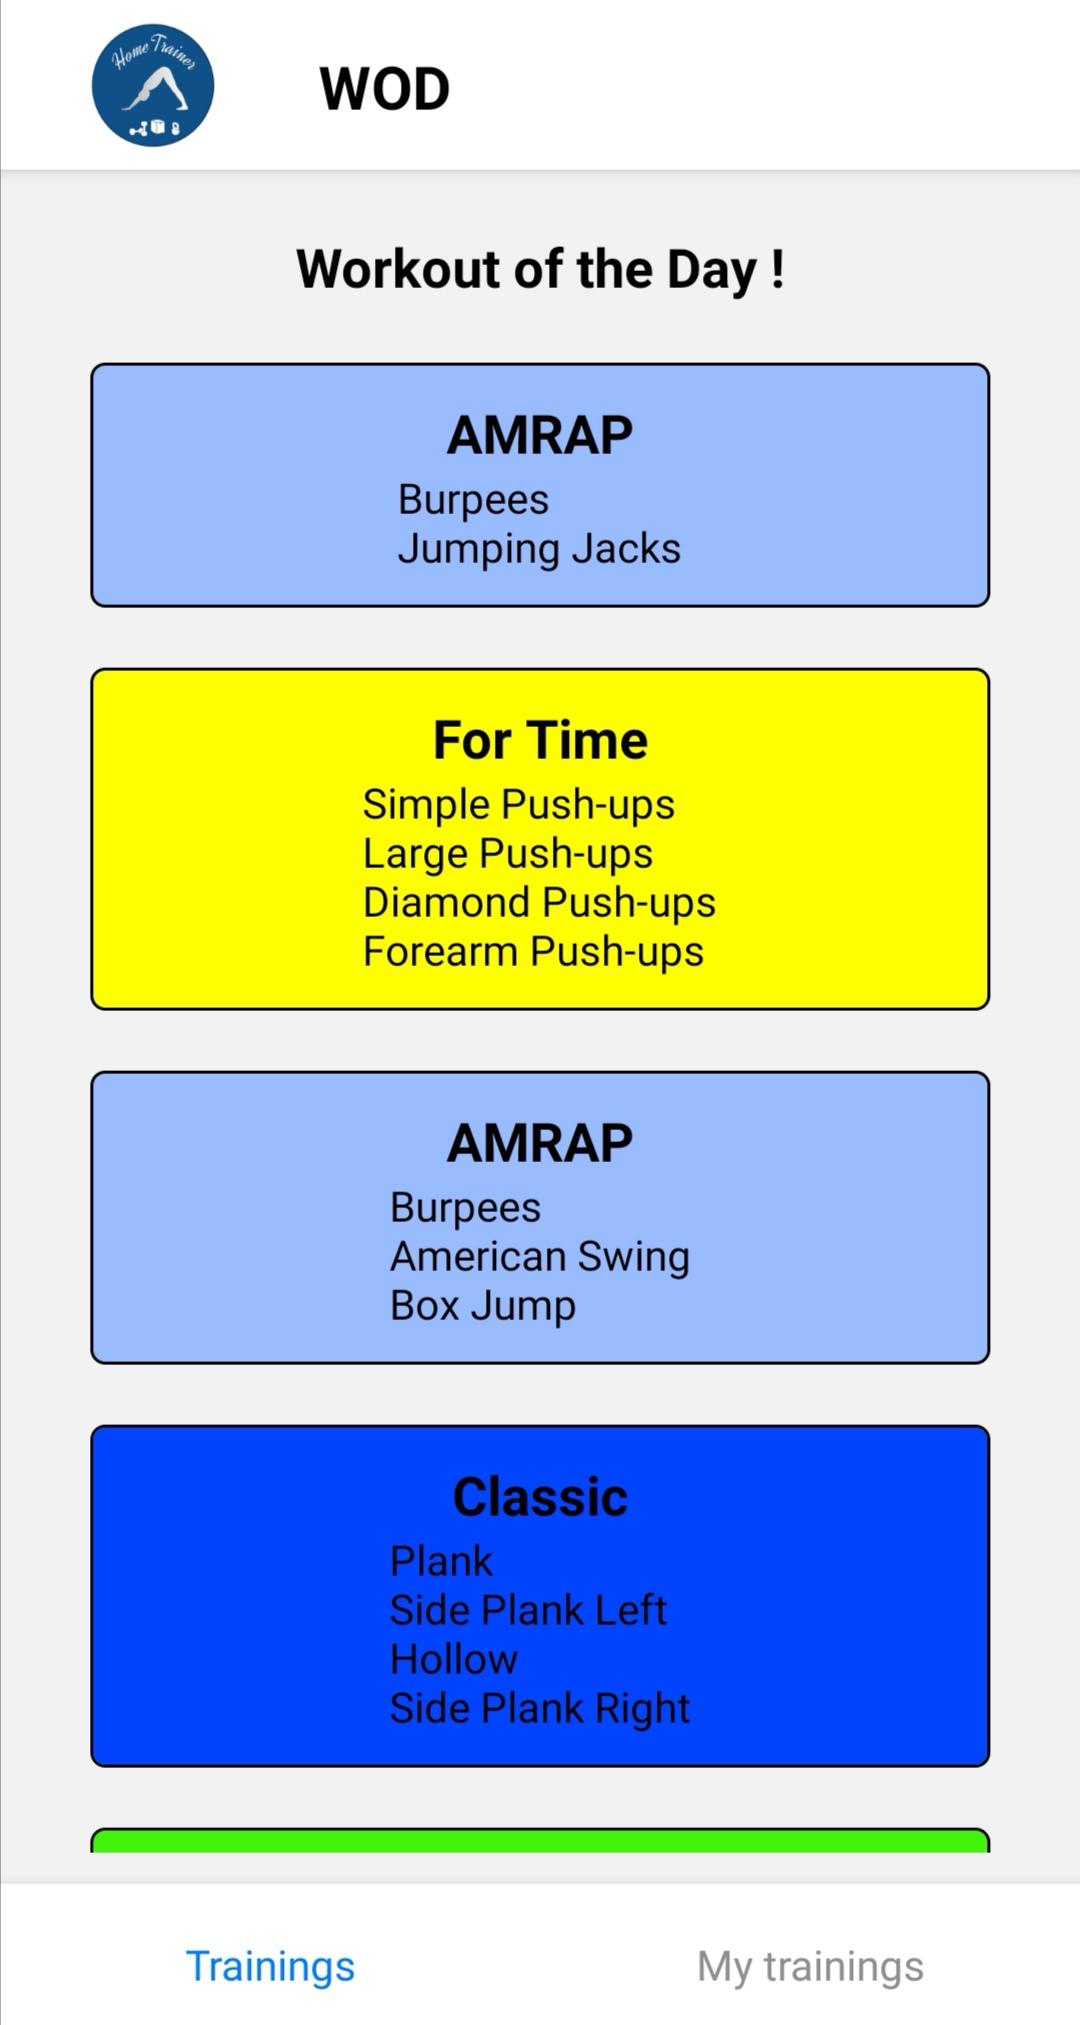 Home Trainer
WOD
Workout of the Day !
AMRAP
Burpees
Jumping Jacks
For Time
Simple Push-ups
Large Push-ups
Diamond Push-ups
Forearm Push-ups
AMRAP
Burpees
American Swing
Box Jump
Classic
Plank
Side Plank Left
Hollow
Side Plank Right
Trainings
My trainings